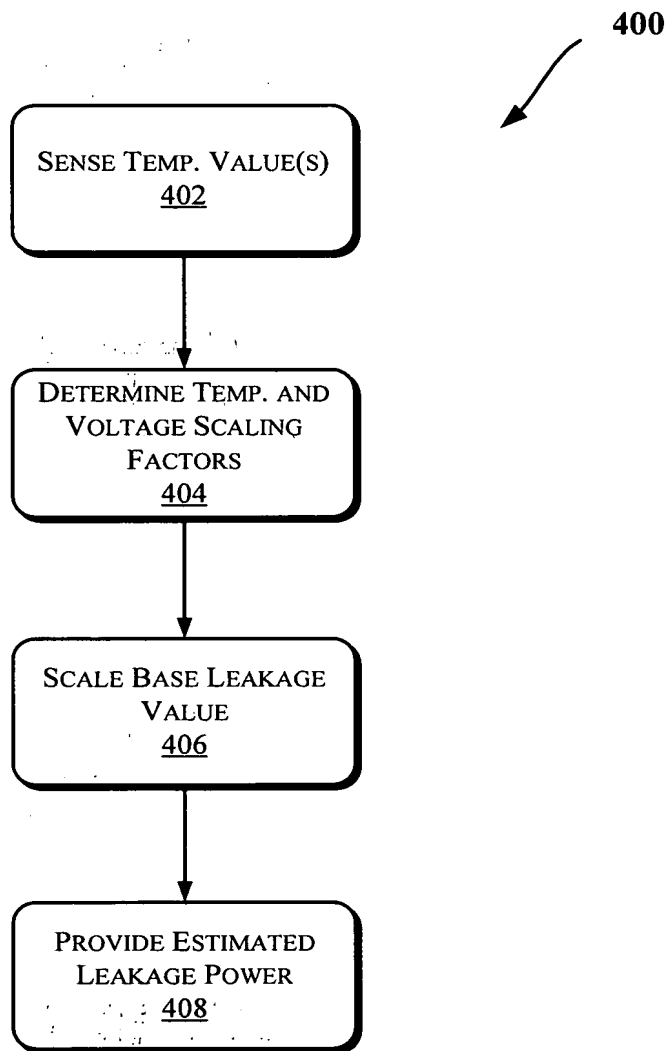 400
SENSE TEMP. VALUE(S)
402
DETERMINE TEMP. AND
VOLTAGE SCALING
FACTORS
404
SCALE BASE LEAKAGE
VALUE
406
PROVIDE ESTIMATED
LEAKAGE POWER
408